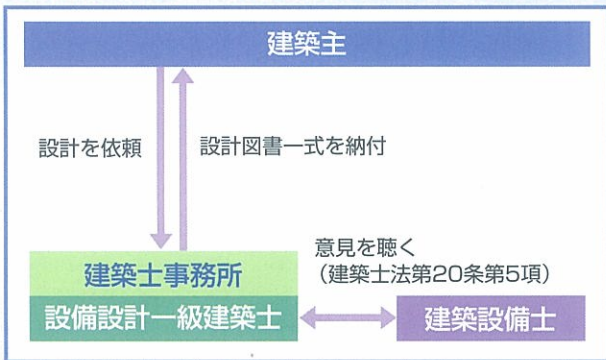 建築主
設計を依頼
設計図書一式を納付
意見を聴く
(建築士法第20条第5項)
建築士事務所
設備設計一級建築士
建築設備士